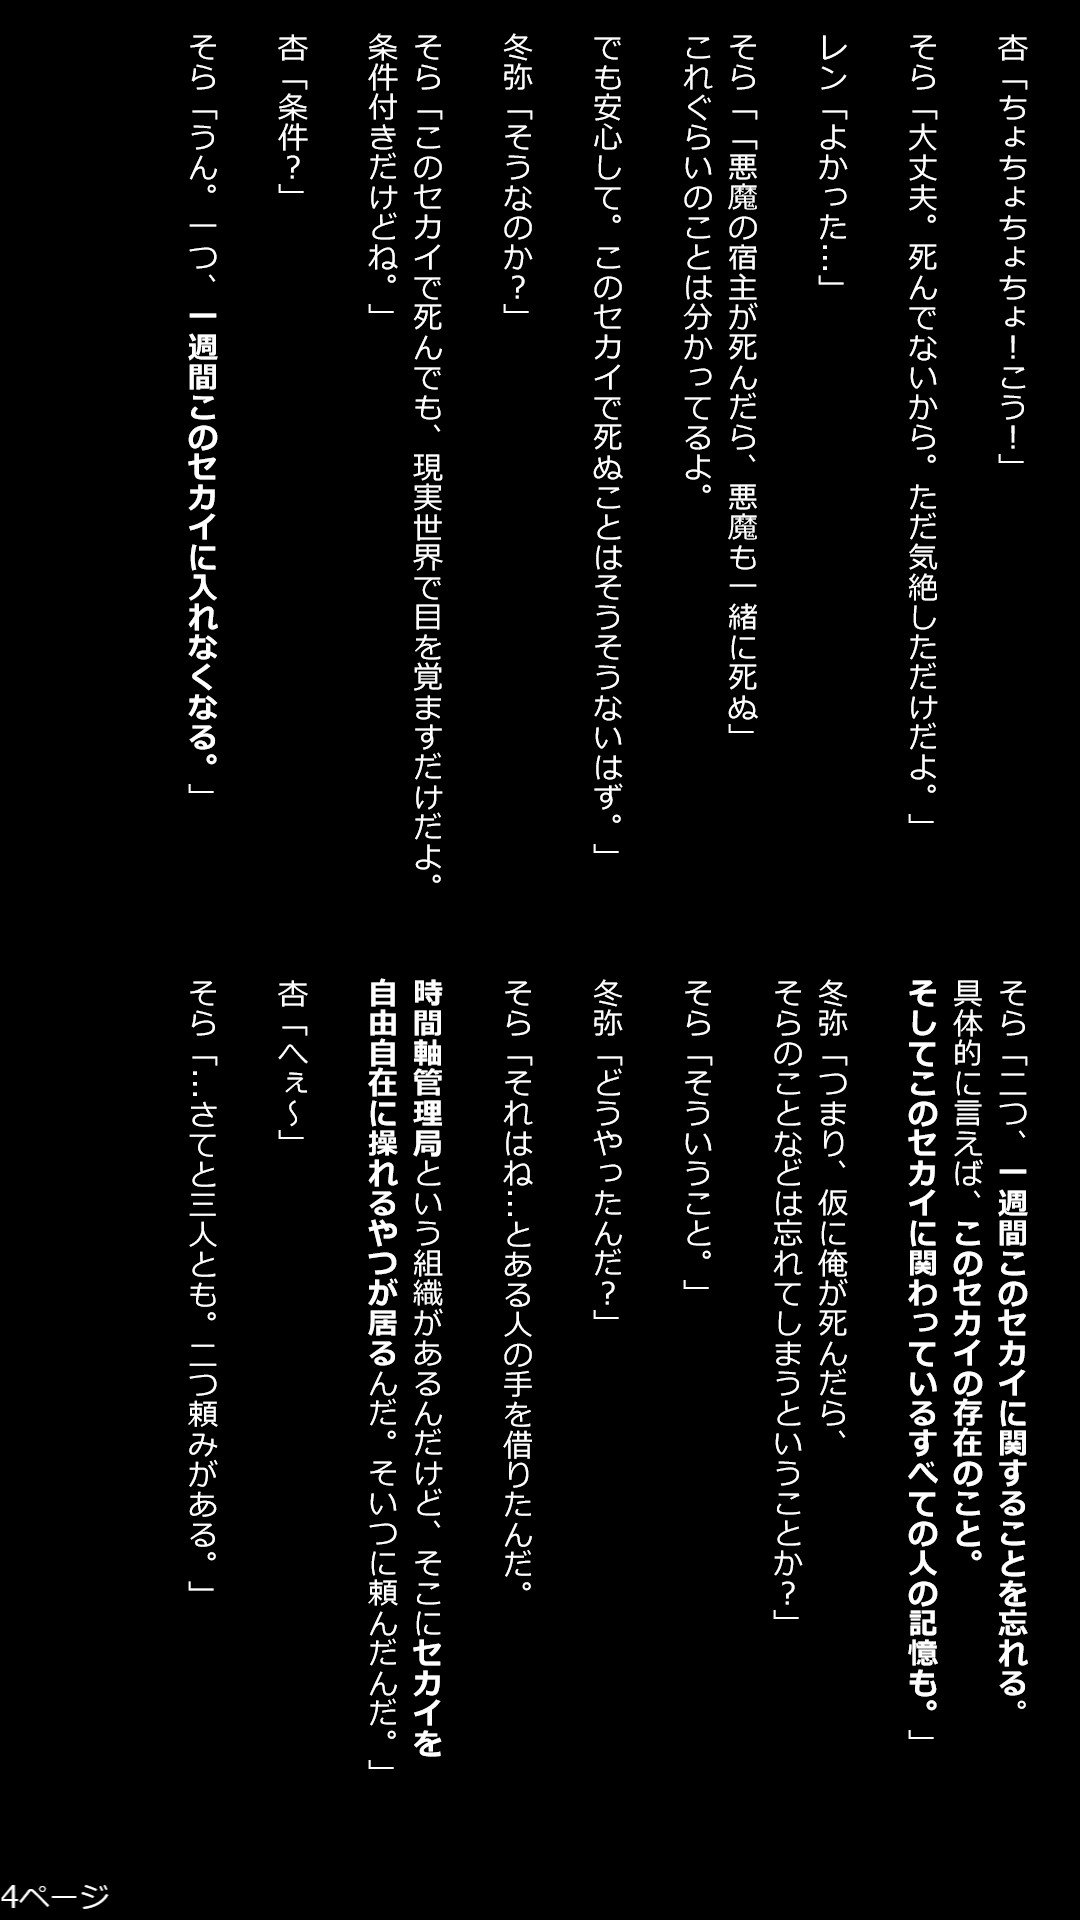 杏「ちょちょちょちょちょ！こう！」
そら「大丈夫。死んでないから。ただ気絶しただけだよ。」
レン「よかった…」
そら「「悪魔の宿主が死んだら、悪魔も一緒に死ぬ」
これぐらいのことは分かってるよ。
でも安心して。このセカイで死ぬことはそうそうないはず。」
冬弥「そうなのか？」
そら「このセカイで死んでも、現実世界で目を覚ますだけだよ。
条件付きだけどね。」
杏「条件？」
そら「うん。一つ、一週間このセカイに入れなくなる。」
そら「二つ、一週間このセカイに関することを忘れる。
具体的に言えば、このセカイの存在のこと。
そしてこのセカイに関わっているすべての人の記憶も。」
冬弥「つまり、仮に俺が死んだら、
そらのことなどは忘れてしまうということか？」
そら「そういうこと。」
冬弥「どうやったんだ？」
そら「それはね…とある人の手を借りたんだ。
時間軸管理局という組織があるんだけど、そこにセカイを
自由自在に操れるやつが居るんだ。そいつに頼んだんだ。」
杏「へぇ～」
そら「…さてと三人とも。二つ頼みがある。」
4ページ